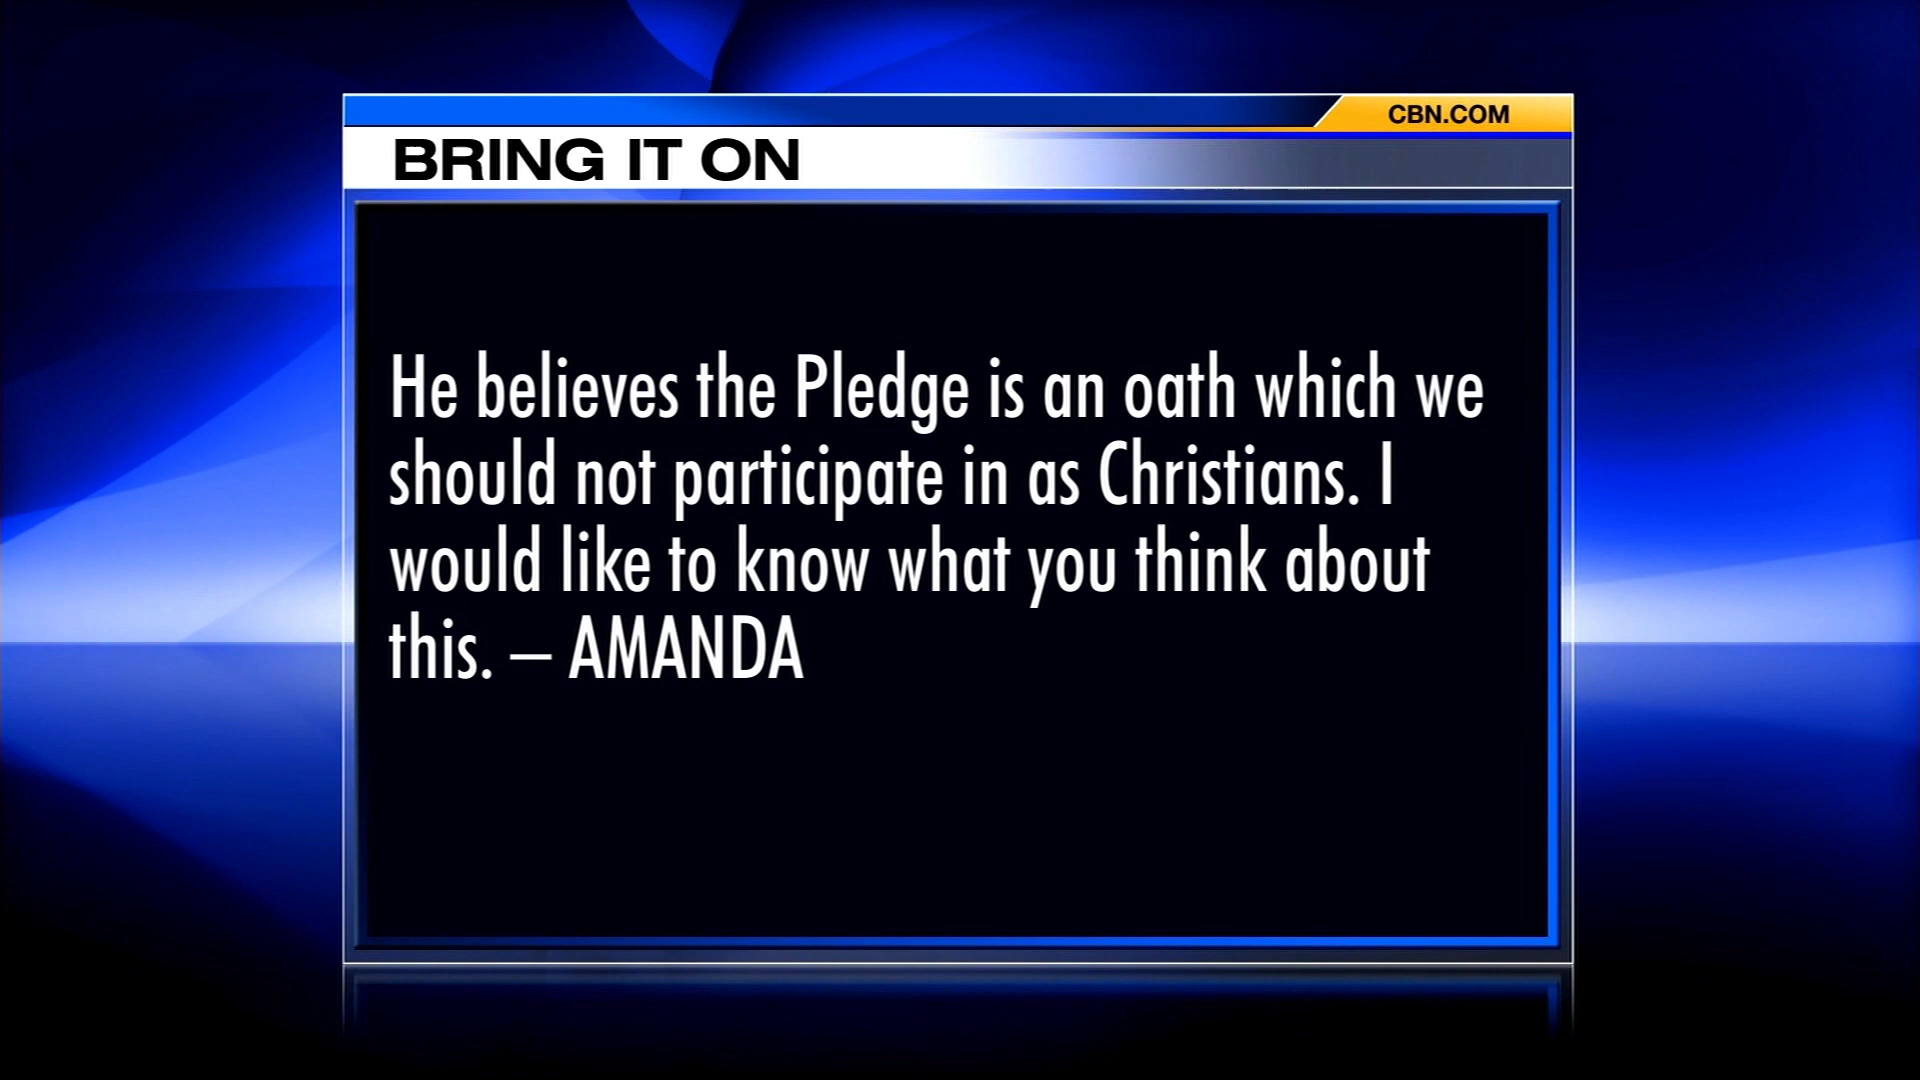 CBN.COM
BRING IT ON
He believes the Pledge is an oath which we
should not participate in as Christians. I
would like to know what you think about
this. – AMANDA